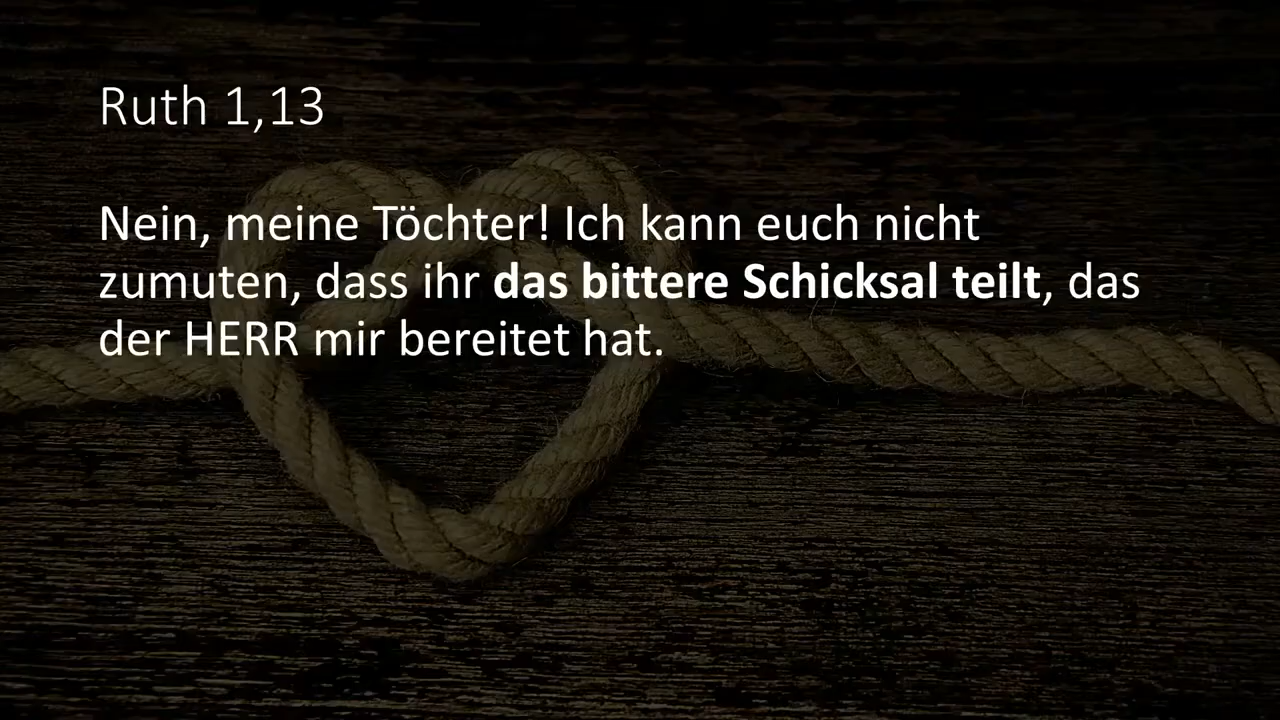 Ruth 1,13
Nein, meine Töchter! Ich kann euch nicht
zumuten, dass ihr das bittere Schicksal teilt, das
der HERR mir bereitet hat.